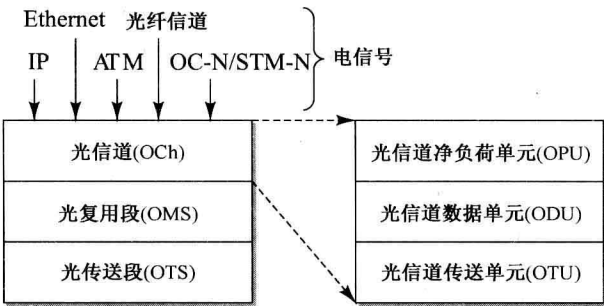 Ethernet 光纤信道
IP ATM OC-N/STM-N 电信号
光信道(OCh)
光复用段(OMS)
光传送段(OTS)
光信道净负荷单元(OPU)
光信道数据单元(ODU)
光信道传送单元(OTU)